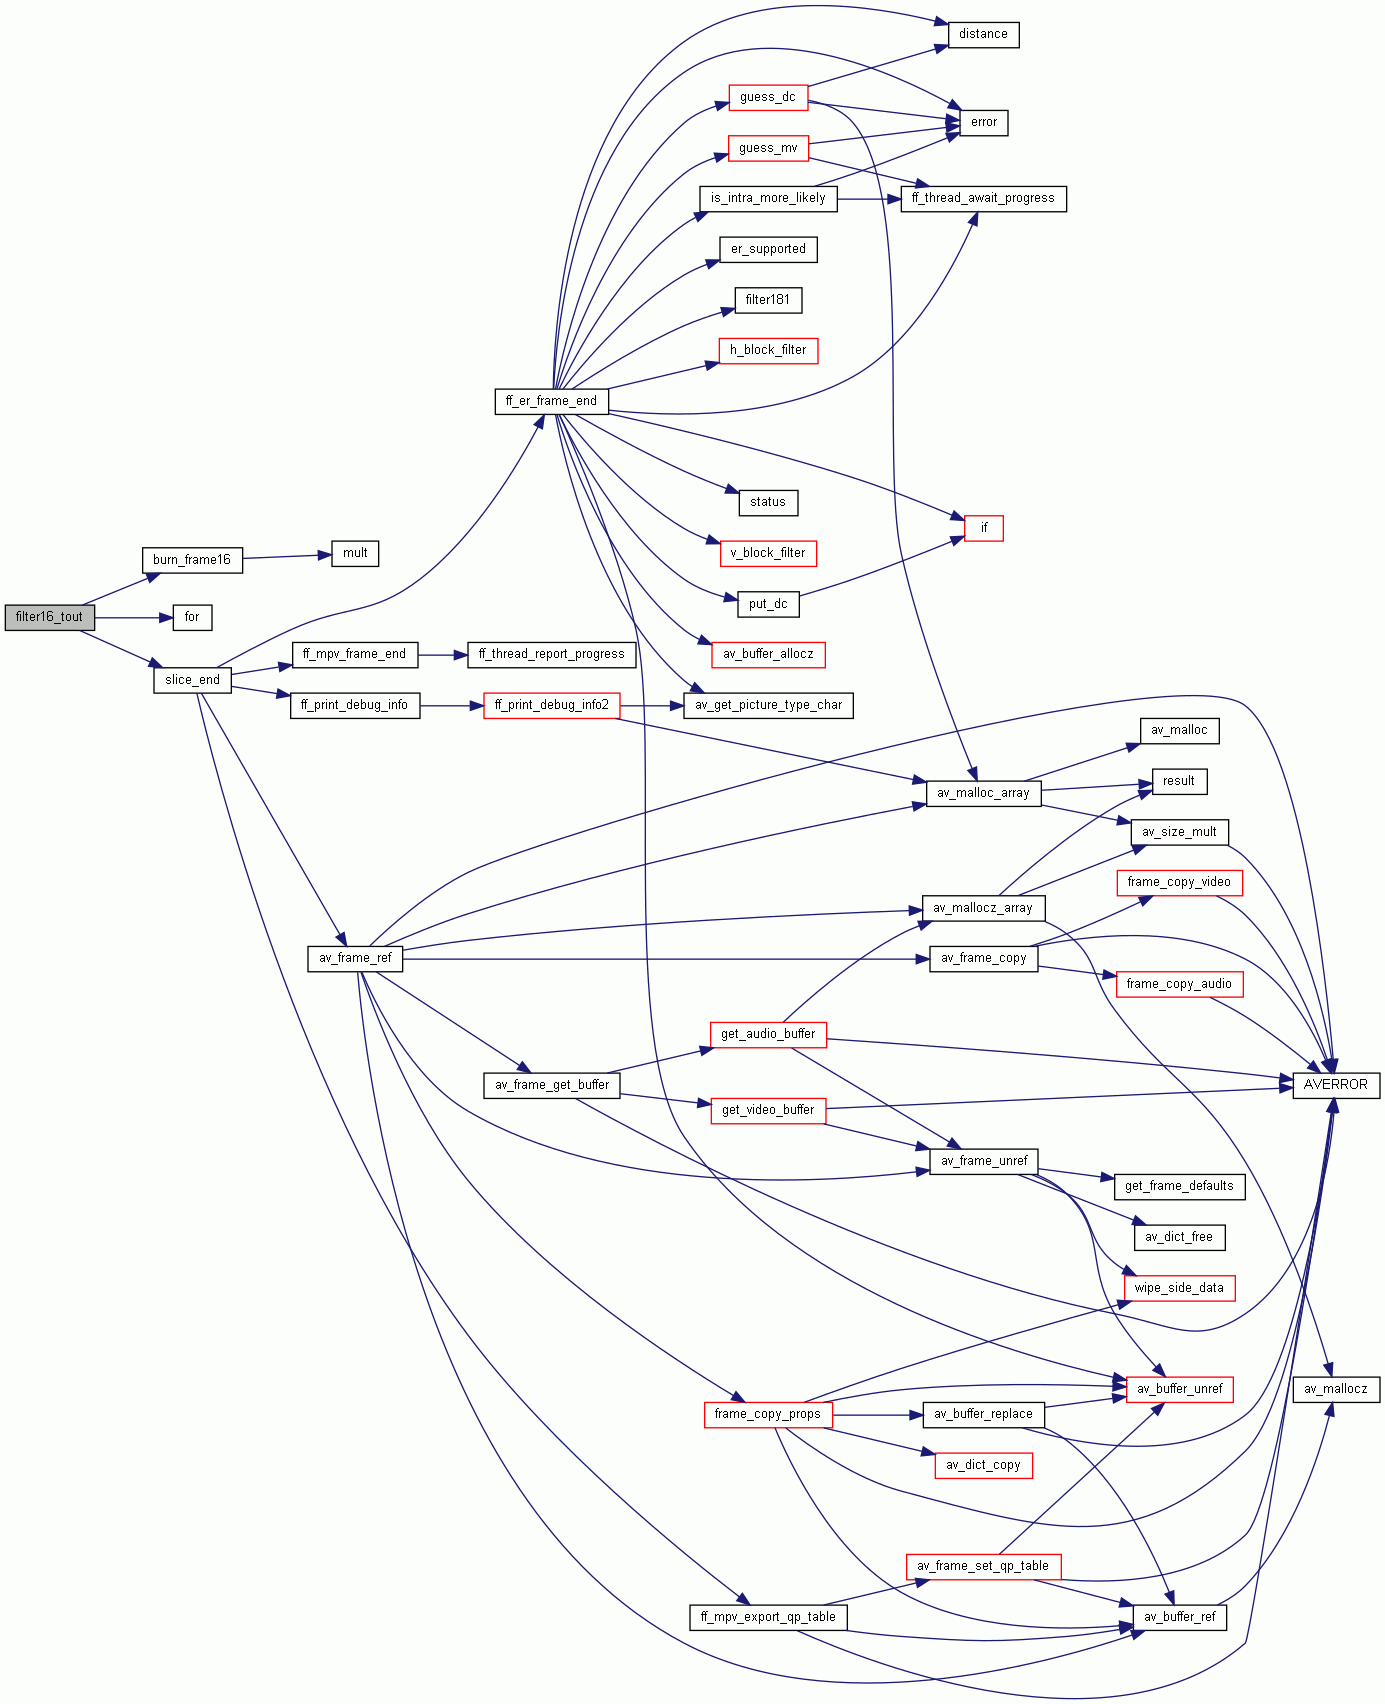 distance
guess_dc
error
guess_mv
is_intra_more_likely
ff_thread_await_progress
er_supported
filter181
h_block_filter
ff_er_frame_end
status
if
burn_frame16
mult
v_block_filter
put_dc
filter16_tout
for
ff_mpv_frame_end
ff_thread_report_progress
av_buffer_allocz
slice_end
ff_print_debug_info
ff_print_debug_info2
av_get_picture_type_char
av_malloc
result
av_malloc_array
av_size_mult
frame_copy_video
av_mallocz_array
av_frame_ref
av_frame_copy
frame_copy_audio
get_audio_buffer
av_frame_get_buffer
AVERROR
get_video_buffer
av_frame_unref
get_frame_defaults
av_dict_free
wipe_side_data
av_buffer_unref
av_mallocz
frame_copy_props
av_buffer_replace
av_dict_copy
av_frame_set_qp_table
ff_mpv_export_qp_table
av_buffer_ref